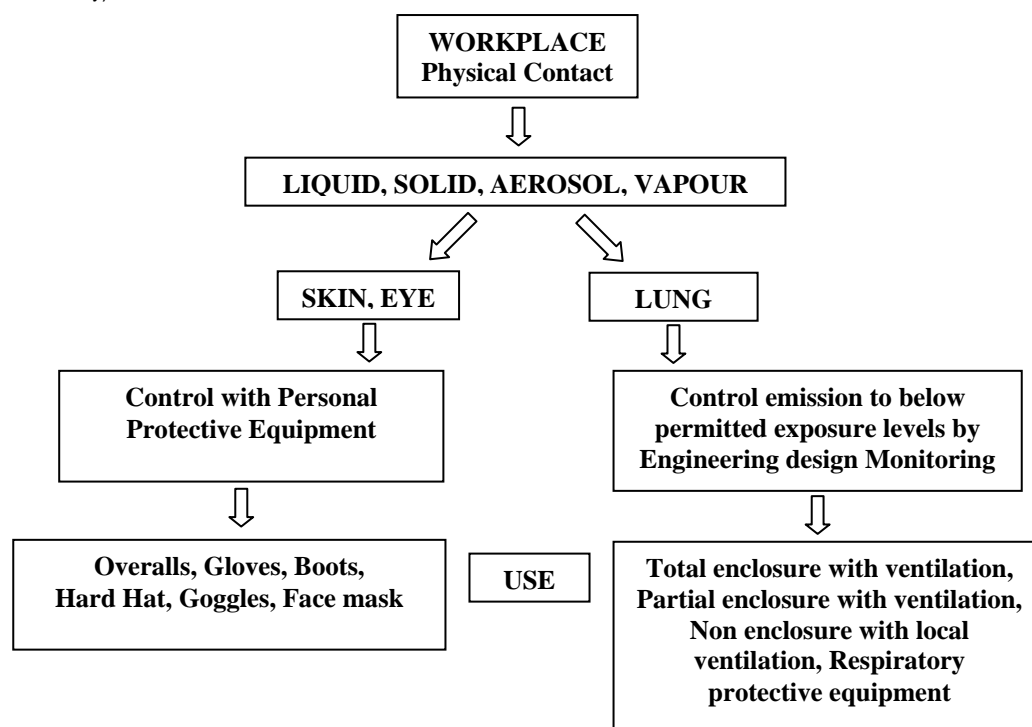 WORKPLACE
Physical Contact
LIQUID, SOLID, AEROSOL, VAPOUR
SKIN, EYE
LUNG
Control with Personal
Protective Equipment
Control emission to below
permitted exposure levels by
Engineering design Monitoring
Overalls, Gloves, Boots,
Hard Hat, Goggles, Face mask
USE
Total enclosure with ventilation,
Partial enclosure with ventilation,
Non enclosure with local
ventilation, Respiratory
protective equipment